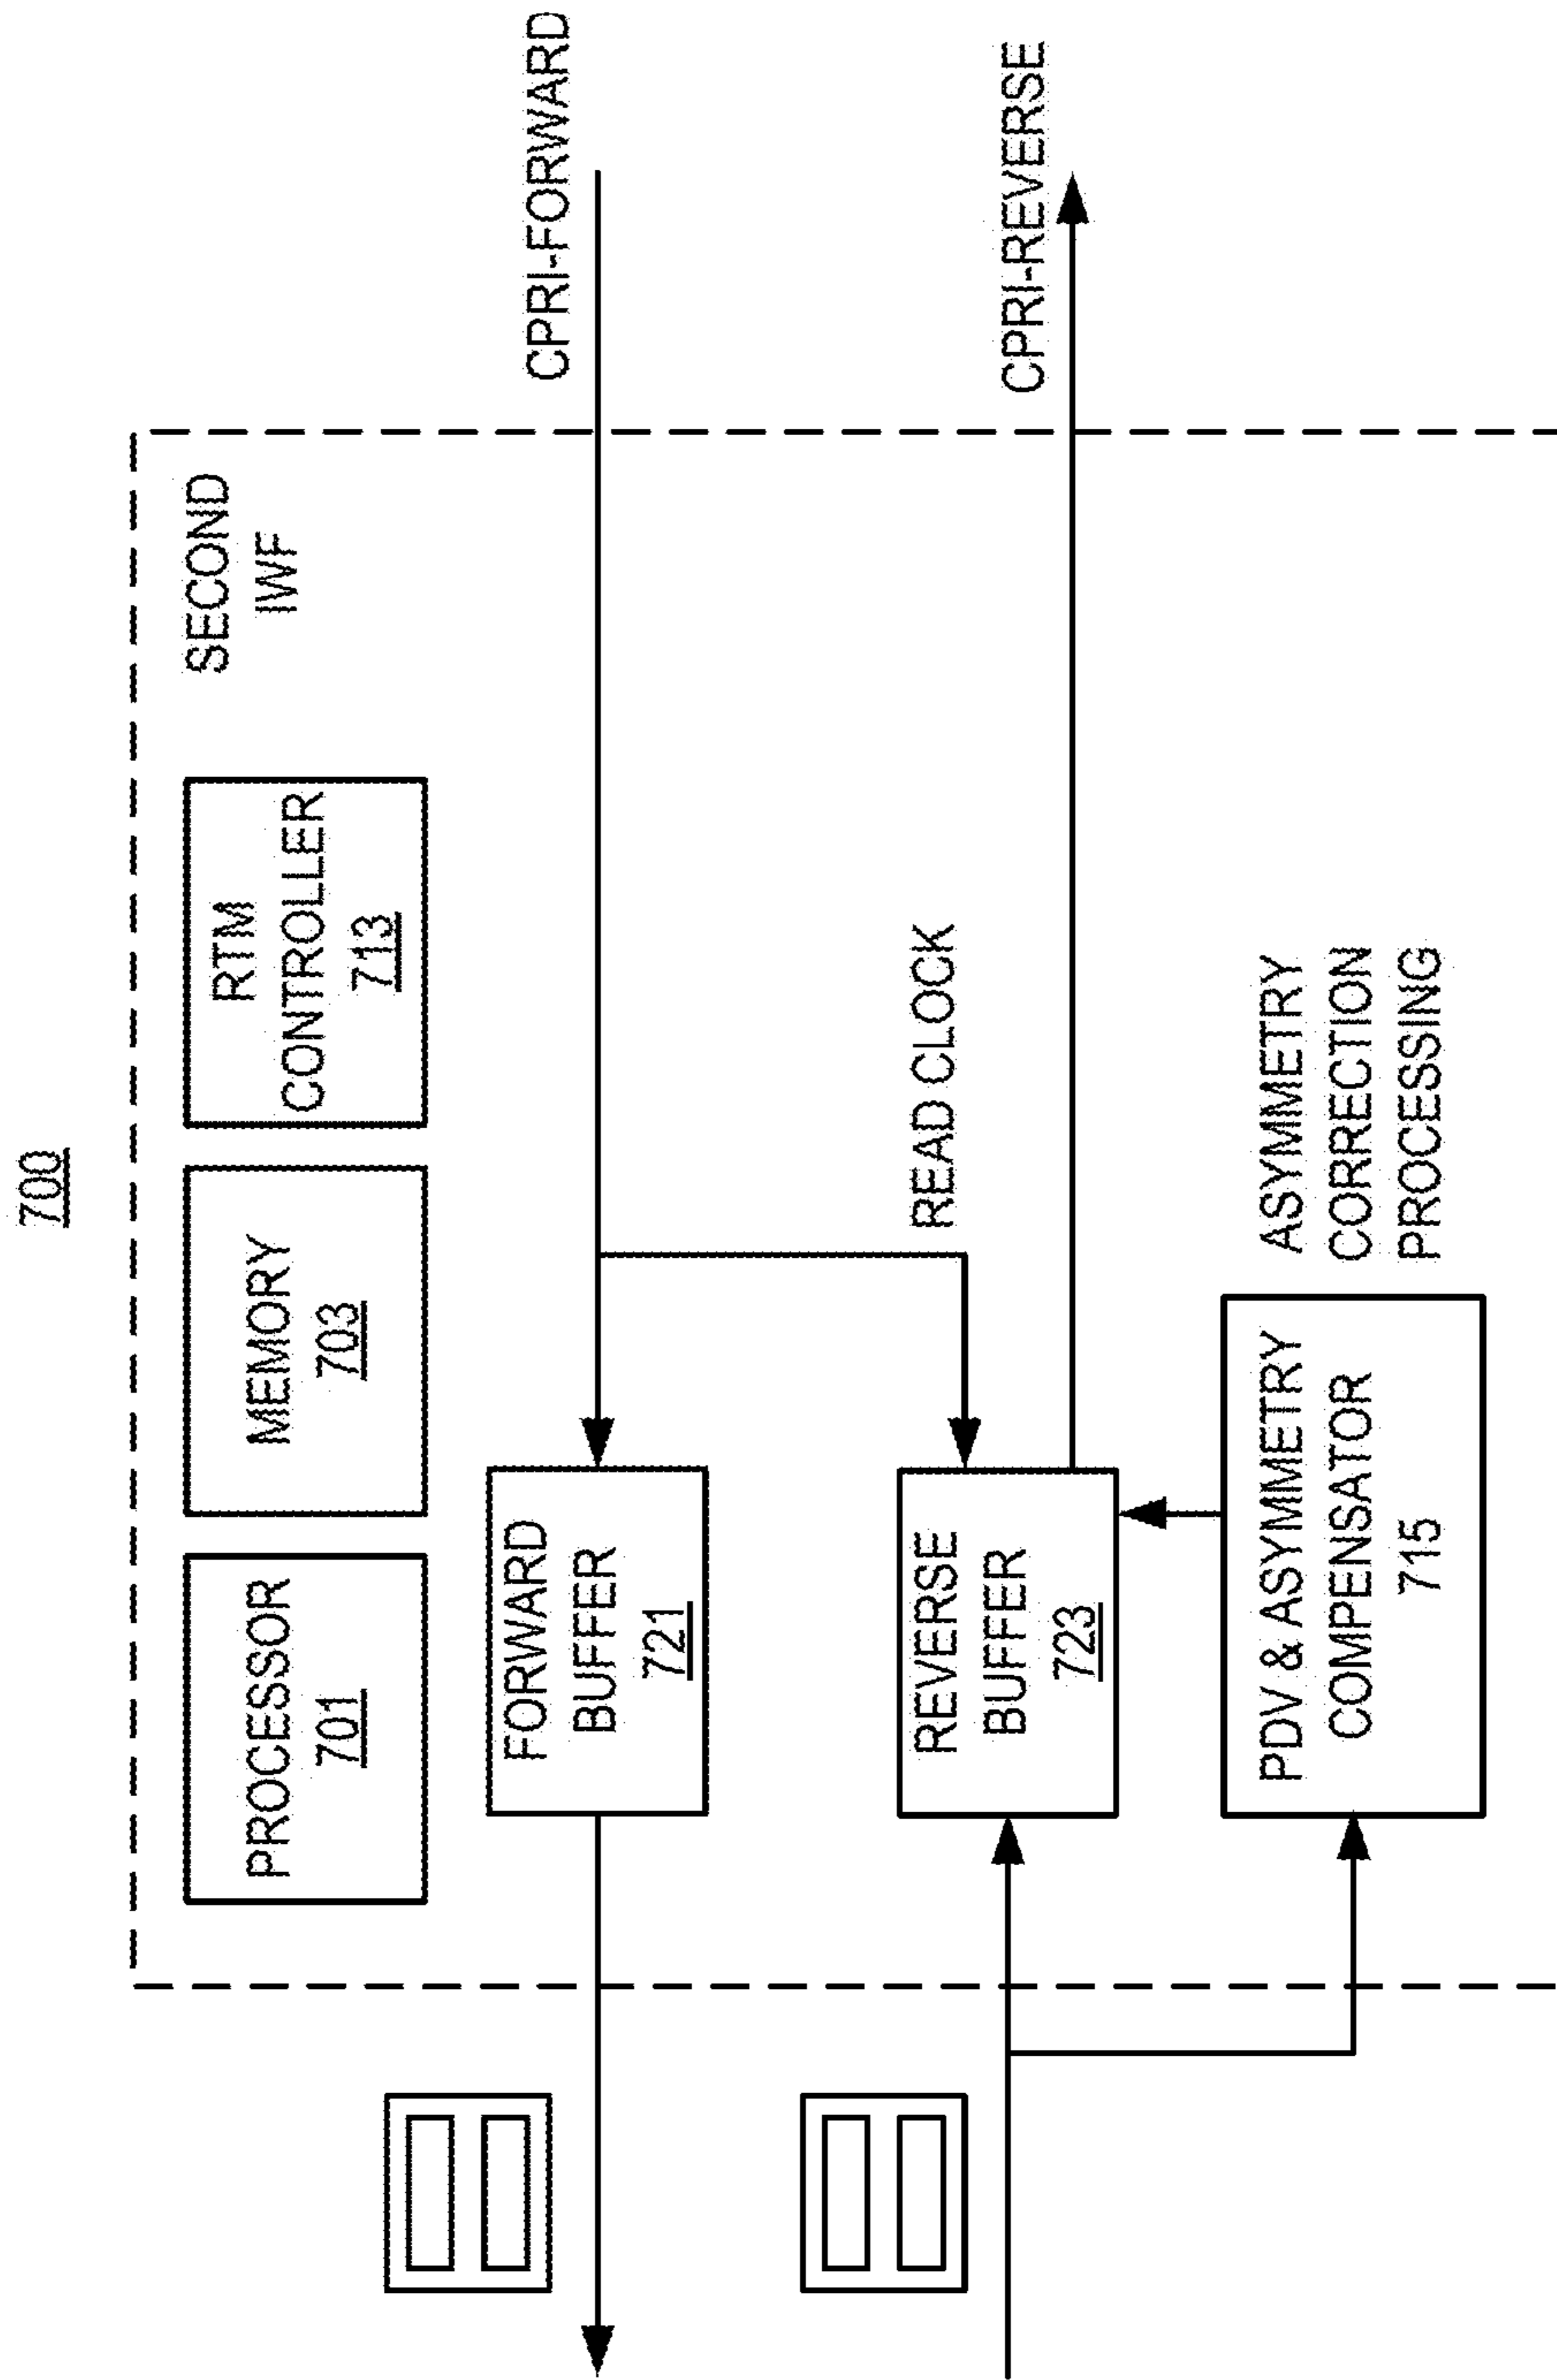 700
SECOND
IWF
PROCESSOR
701
MEMORY
703
RTM
CONTROLLER
713
CPRI-FORWARD
FORWARD
BUFFER
721
READ CLOCK
REVERSE
BUFFER
723
CPRI-REVERSE
PDV & ASYMMETRY
COMPENSATOR
715
ASYMMETRY
CORRECTION
PROCESSING